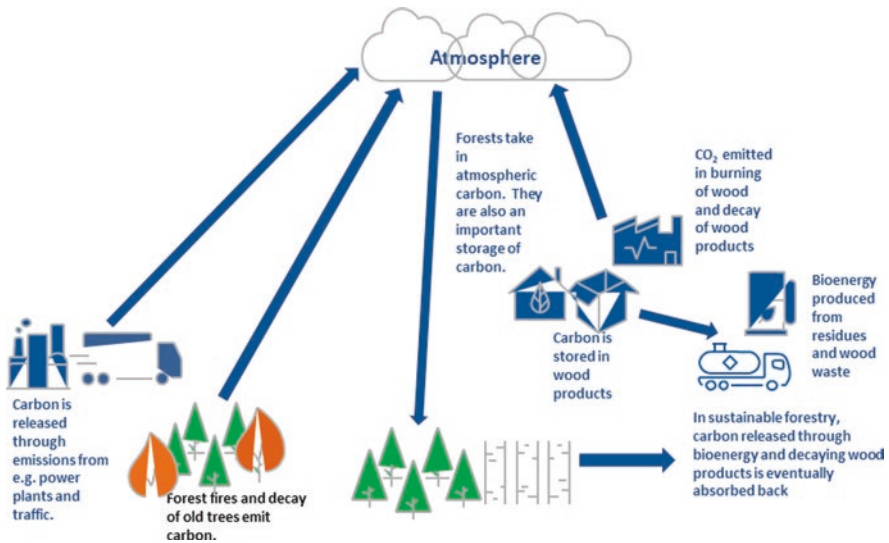 Atmosphere
Forests take
in
atmospheric
carbon. They
are also an
important
storage of
carbon.
CO₂ emitted
in burning
of wood
and decay
of wood
products
Bioenergy
produced
from
residues
and wood
waste
Carbon is
stored in
wood
products
Carbon is
released
through
emissions from
e.g. power
plants and
traffic.
Forest fires and decay
of old trees emit
carbon.
In sustainable forestry,
carbon released through
bioenergy and decaying wood
products is eventually
absorbed back